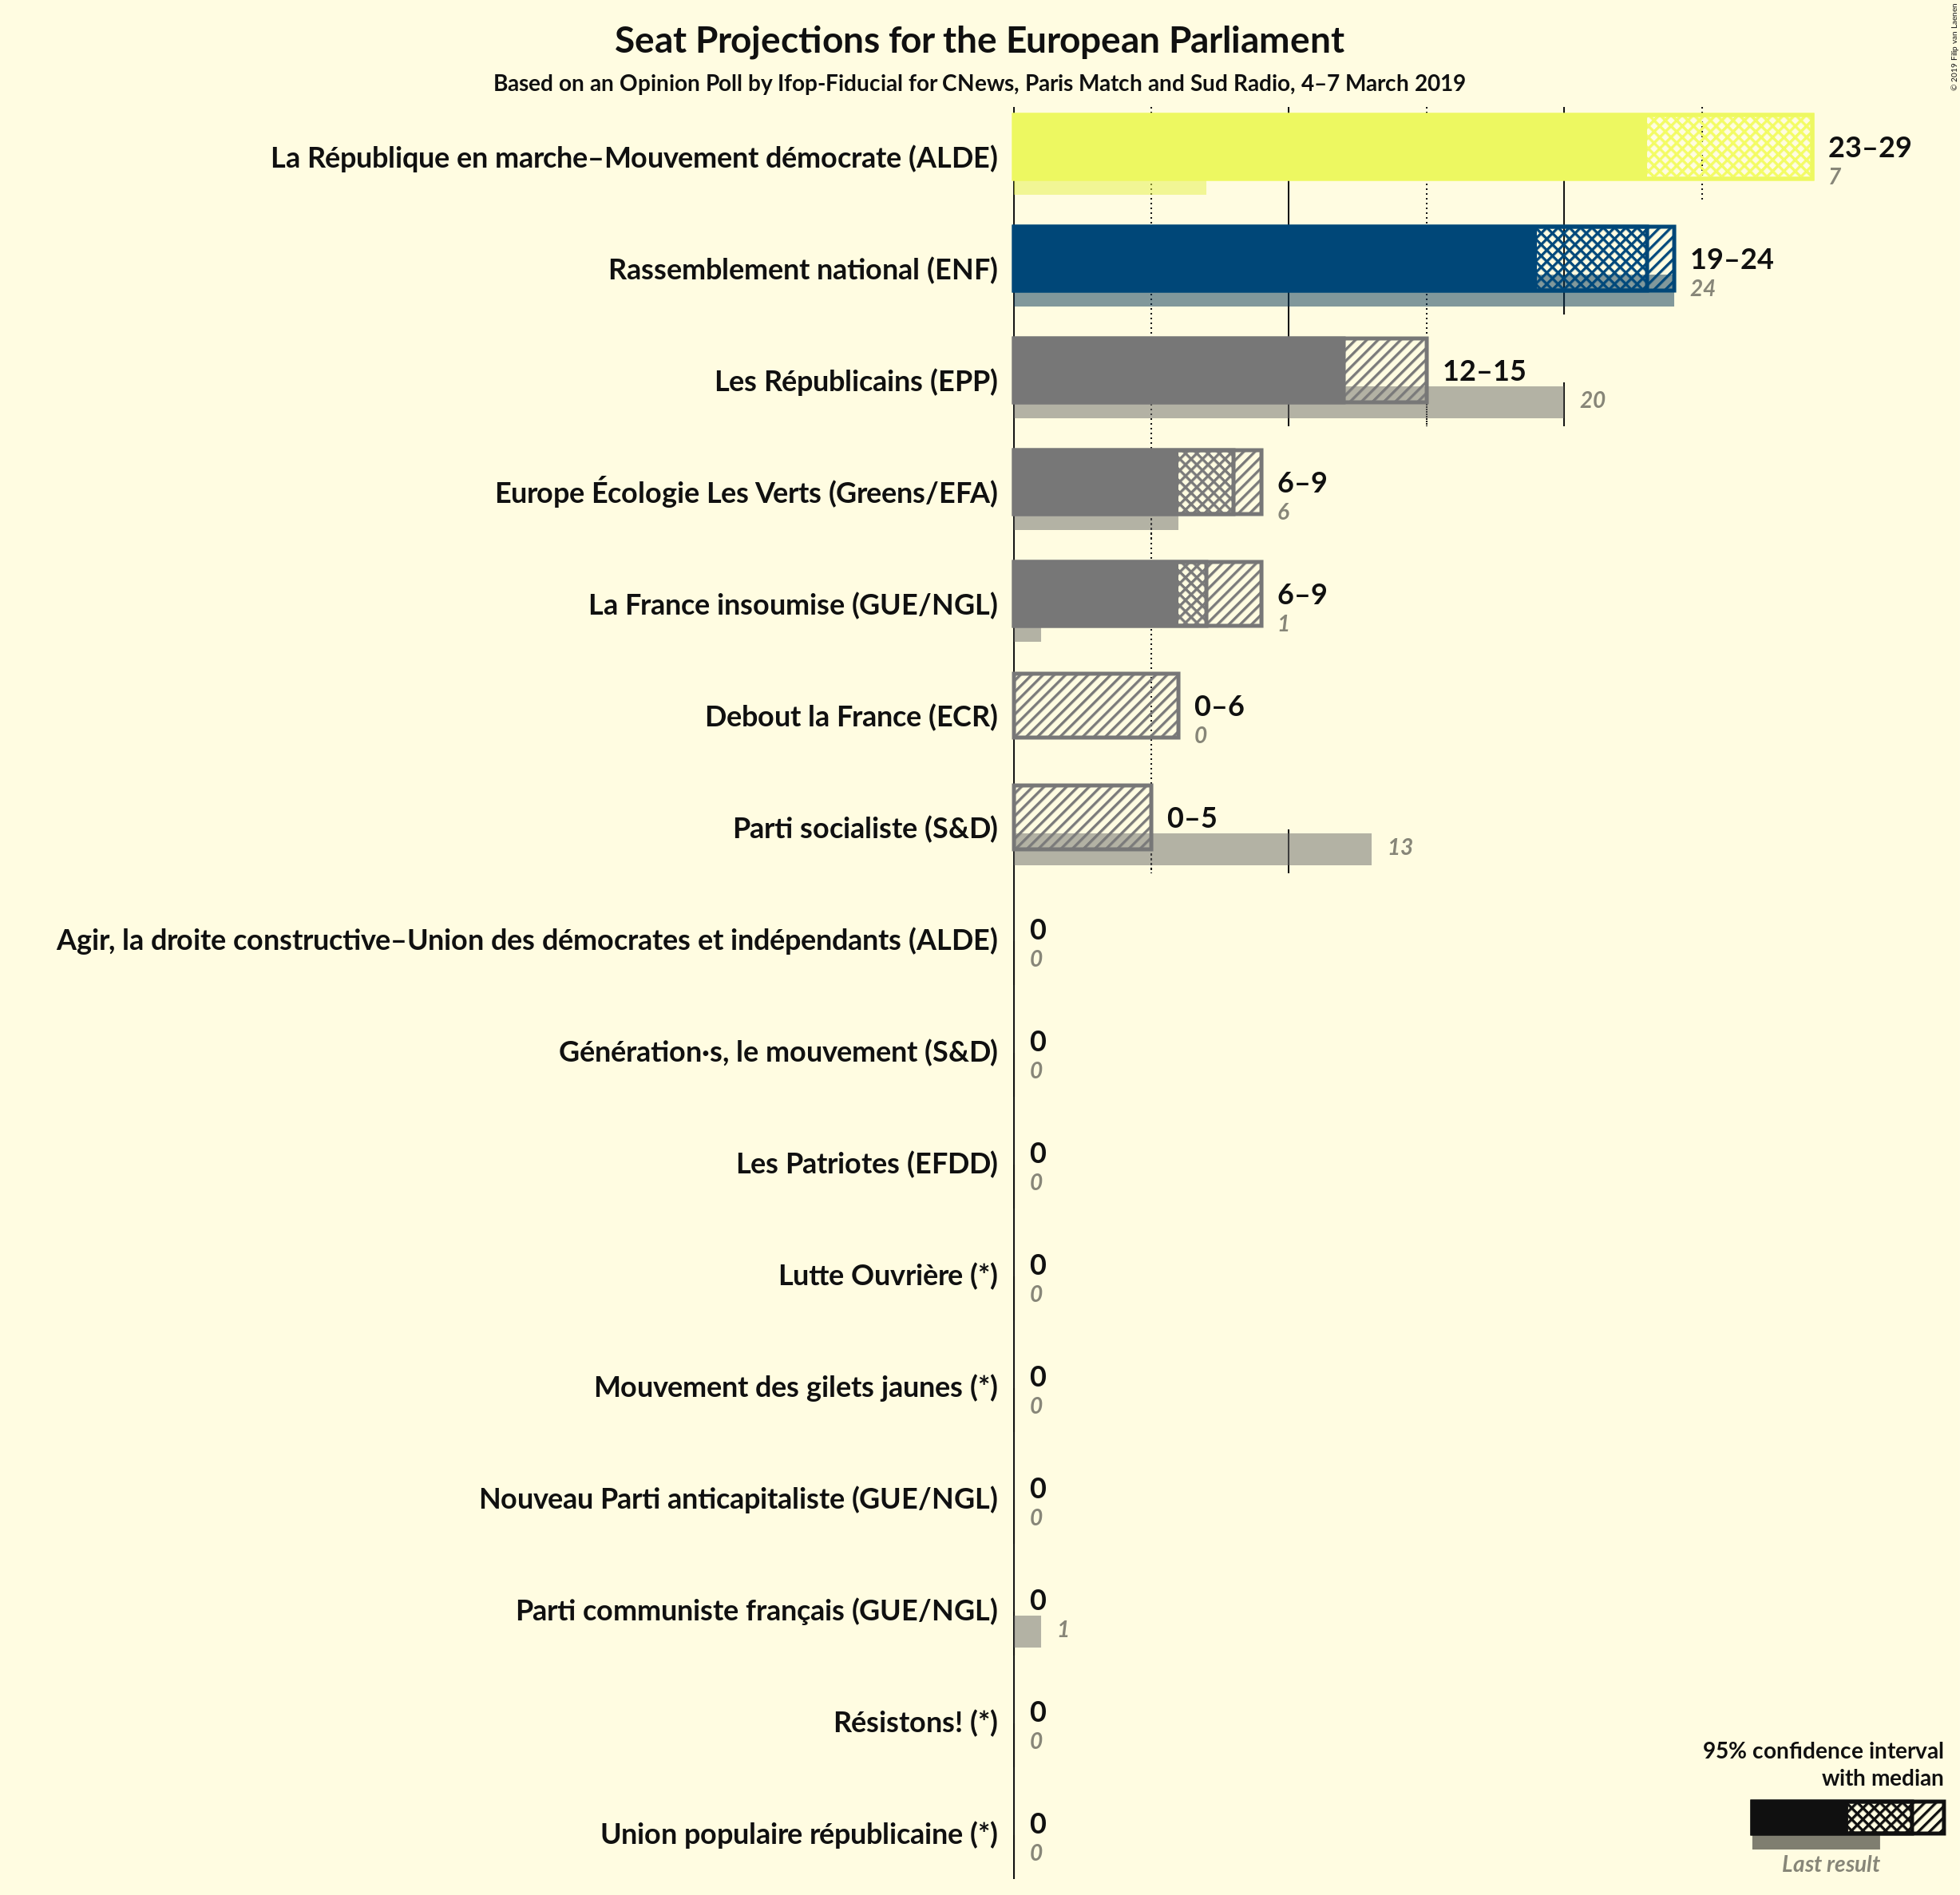 Seat Projections for the European Parliament
Based on an Opinion Poll by Ifop-Fiducial for CNews, Paris Match and Sud Radio, 4–7 March 2019
© 2019 Filip van Laenen
La République en marche–Mouvement démocrate (ALDE)
23–29
7
Rassemblement national (ENF)
19–24
24
Les Républicains (EPP)
12–15
20
Europe Écologie Les Verts (Greens/EFA)
6–9
6
La France insoumise (GUE/NGL)
6–9
1
Debout la France (ECR)
0–6
0
Parti socialiste (S&D)
0–5
13
Agir, la droite constructive–Union des démocrates et indépendants (ALDE)
0
0
Génération·s, le mouvement (S&D)
0
0
Les Patriotes (EFDD)
0
0
Lutte Ouvrière (*)
0
0
Mouvement des gilets jaunes (*)
0
0
Nouveau Parti anticapitaliste (GUE/NGL)
0
0
Parti communiste français (GUE/NGL)
0
1
Résistons! (*)
0
0
Union populaire républicaine (*)
0
0
95% confidence interval
with median
Last result